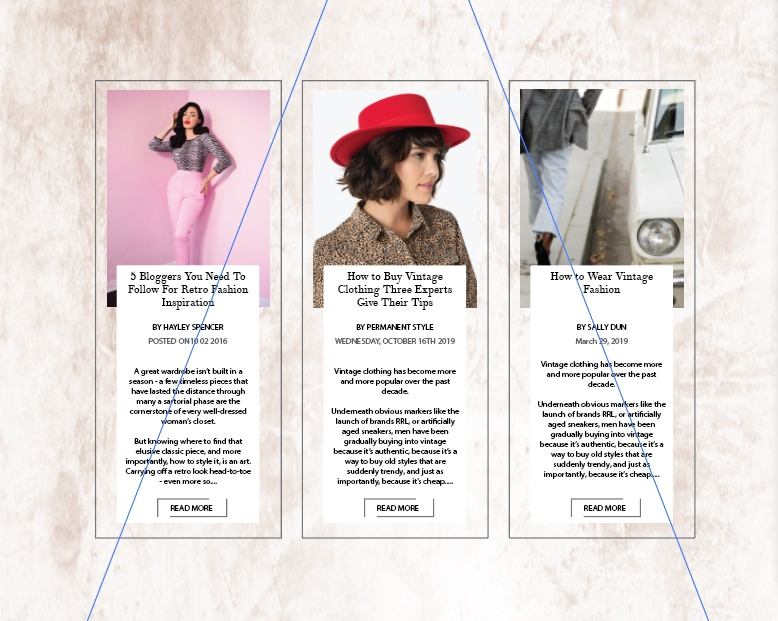 5 Bloggers You Need To
Follow For Retro Fashion
Inspiration
BY HAYLEY SPENCER
POSTED ON10 02 2016
A great wardrobe isn't built in a
season - a few timeless pieces that
have lasted the distance through
many a sartorial phase are the
cornerstone of every well-dressed
woman's closet.
But knowing where to find that
elusive classic piece, and more
importantly, how to style it, is an art.
Carrying off a retro look head-to-toe
- even more so....
READ MORE
How to Buy Vintage
Clothing Three Experts
Give Their Tips
BY PERMANENT STYLE
WEDNESDAY, OCTOBER 16TH 2019
Vintage clothing has become more
and more popular over the past
decade.
Underneath obvious markers like the
launch of brands RRL, or artificially
aged sneakers, men have been
gradually buying into vintage
because it's authentic, because it's a
way to buy old styles that are
suddenly trendy, and just as
importantly, because it's cheap....
READ MORE
How to Wear Vintage
Fashion
BY SALLY DUN
March 29, 2019
Vintage clothing has become more
and more popular over the past
decade.
Underneath obvious markers like the
launch of brands RRL, or artificially
aged sneakers, men have been
gradually buying into vintage
because it's authentic, because it's a
way to buy old styles that are
suddenly trendy, and just as
importantly, because it's cheap....
READ MORE